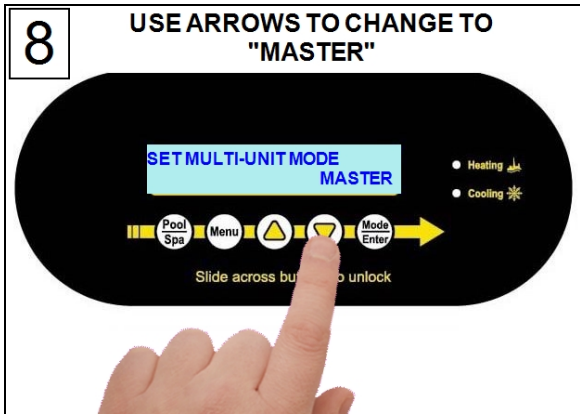 8
USE ARROWS TO CHANGE TO
"MASTER"
SET MULTI-UNIT MODE
MASTER
Heating
Cooling
Pool
Spa
Menu
Mode
Enter
Slide across to unlock